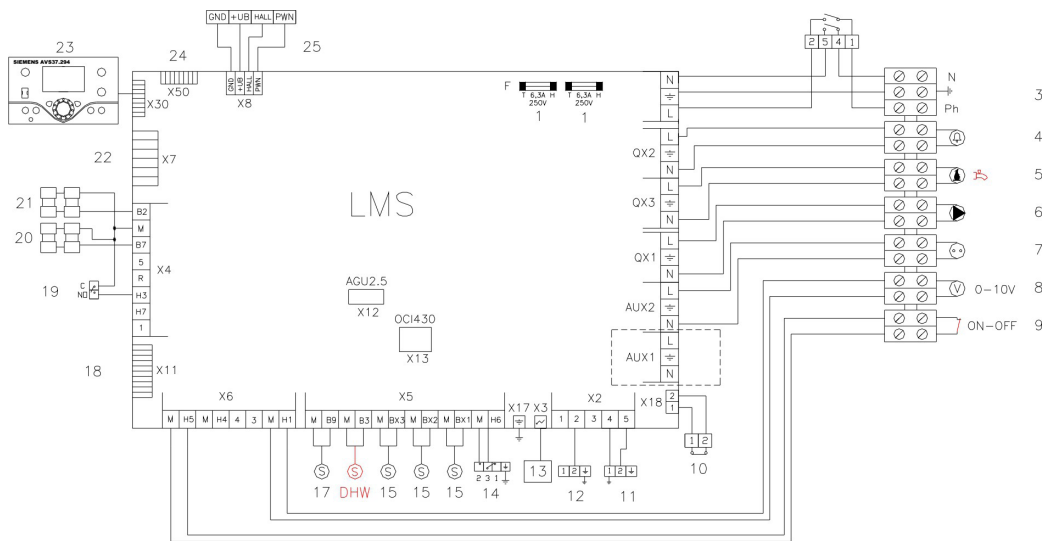 GND +UB HALL PWN
25
2 5 4 1
23
24
SIEMENS AVS37.294
X50
GND +UB HALL PWN
X8
X30
F
T 6,3A H
250V
1
T 6,3A H
250V
1
N
L
N
Ph
3
22
X7
QX2
L
N
4
LMS
QX3
L
N
5
21
B2
M
B7
5
R
H3
H7
1
X4
20
QX1
L
N
6
7
19
C
NO
AGU2.5
X12
AUX2
L
N
8
V
0-10V
OCI430
X13
ON-OFF
9
18
X11
AUX1
L
N
X6
X5
X17
X3
X2
X18
2
1
M H5 M H4 4 3 M H1
M B9 M B3 M BX3 M BX2 M BX1 M H6
1 2 3 4 5
1 2
10
S S S S S
17 DHW 15 15 15
2 3 1
14
13
1 2
12
1 2
11